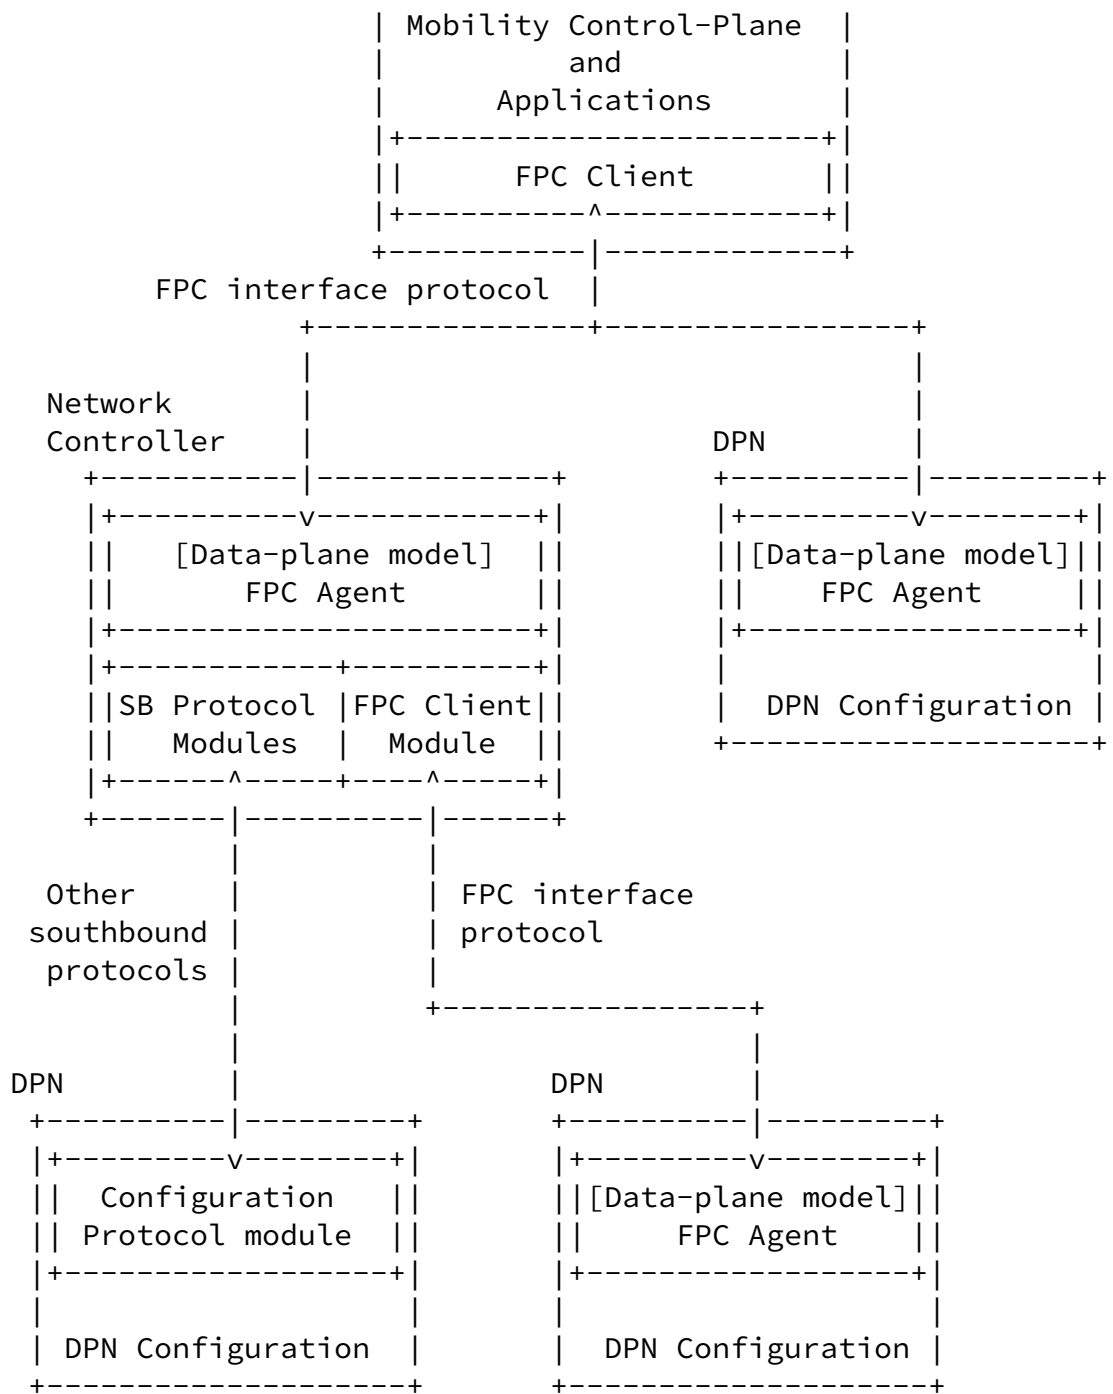 Mobility Control-Plane
and
Applications
FPC Client
FPC interface protocol
Network
Controller
DPN
[Data-plane model]
FPC Agent
[Data-plane model]
FPC Agent
SB Protocol
Modules
FPC Client
Module
DPN Configuration
Other
southbound
protocols
FPC interface
protocol
DPN
DPN
Configuration
Protocol module
[Data-plane model]
FPC Agent
DPN Configuration
DPN Configuration